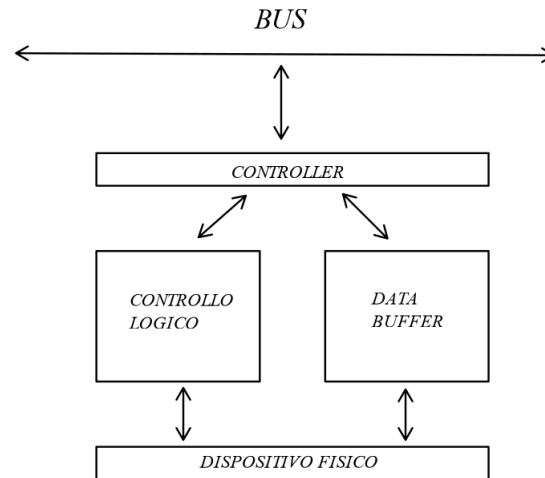 BUS
CONTROLLER
CONTROLLO
LOGICO
DATA
BUFFER
DISPOSITIVO FISICO